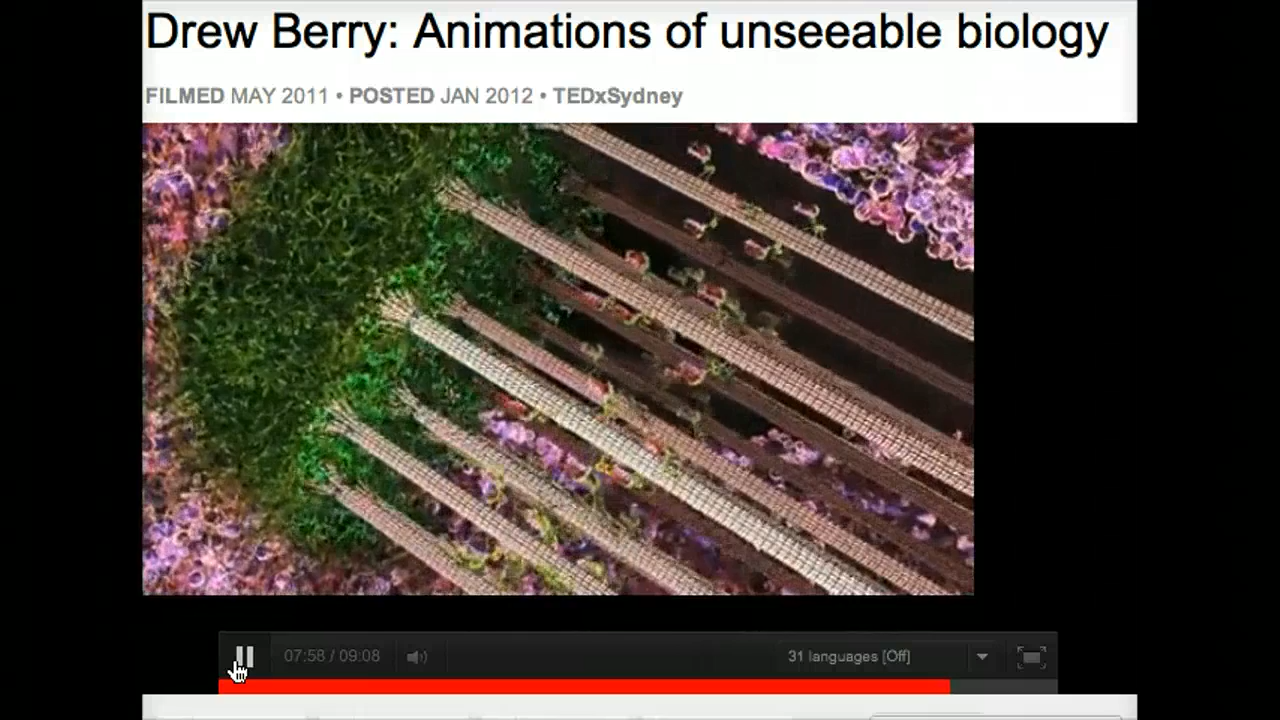 Drew Berry: Animations of unseeable biology
FILMED MAY 2011 • POSTED JAN 2012 • TEDxSydney
07:58 / 09:08
31 languages [Off]